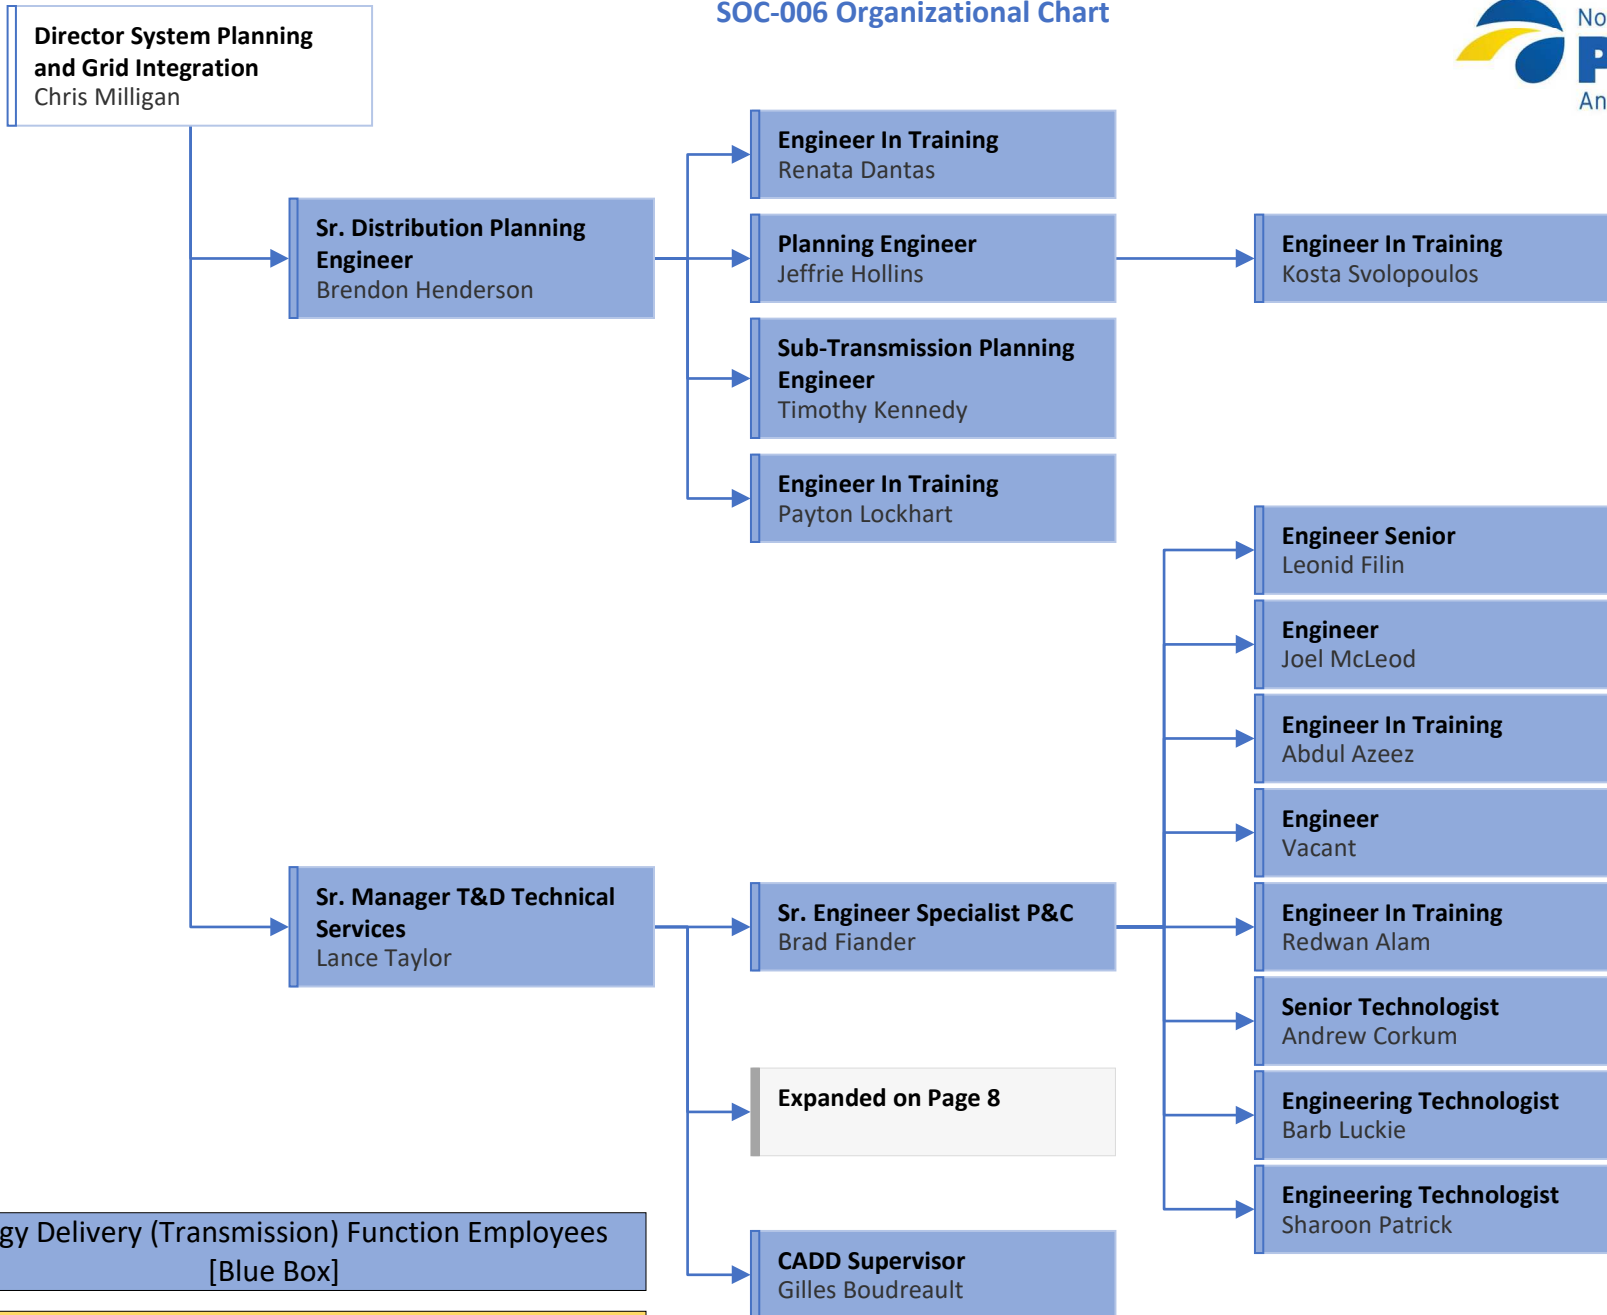 SOC-006 Organizational Chart
No
P
An
Director System Planning
and Grid Integration
Chris Milligan
Sr. Distribution Planning
Engineer
Brendon Henderson
Engineer In Training
Renata Dantas
Planning Engineer
Jeffrie Hollins
Engineer In Training
Kosta Svolopoulos
Sub-Transmission Planning
Engineer
Timothy Kennedy
Engineer In Training
Payton Lockhart
Sr. Manager T&D Technical
Services
Lance Taylor
Sr. Engineer Specialist P&C
Brad Fiander
Engineer Senior
Leonid Filin
Engineer
Joel McLeod
Engineer In Training
Abdul Azeez
Engineer
Vacant
Engineer In Training
Redwan Alam
Senior Technologist
Andrew Corkum
Engineering Technologist
Barb Luckie
Engineering Technologist
Sharoon Patrick
Expanded on Page 8
CADD Supervisor
Gilles Boudreault
gy Delivery (Transmission) Function Employees
[Blue Box]